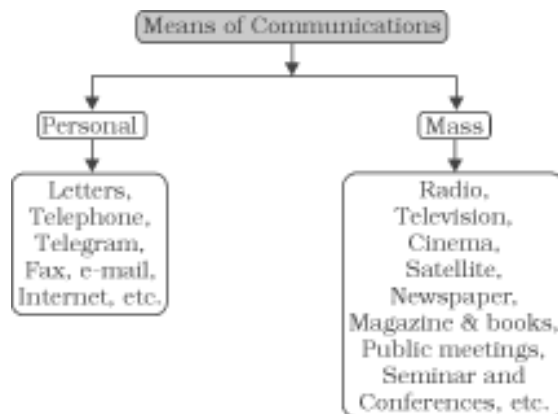 Means of Communications
Personal
Mass
Letters,
Telephone,
Telegram,
Fax, e-mail,
Internet, etc.
Radio,
Television,
Cinema,
Satellite,
Newspaper,
Magazine & books,
Public meetings,
Seminar and
Conferences, etc.